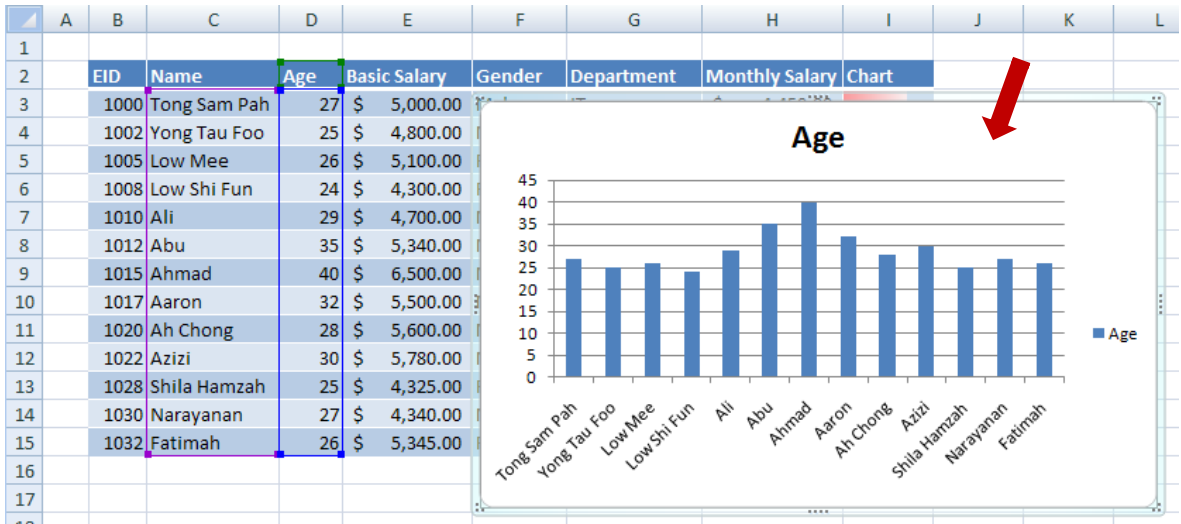 A B C D E F G H I J K L
1
2 EID Name Age Basic Salary Gender Department Monthly Salary Chart
3 1000 Tong Sam Pah 27 $ 5,000.00
4 1002 Yong Tau Foo 25 $ 4,800.00
5 1005 Low Mee 26 $ 5,100.00
6 1008 Low Shi Fun 24 $ 4,300.00
7 1010 Ali 29 $ 4,700.00
8 1012 Abu 35 $ 5,340.00
9 1015 Ahmad 40 $ 6,500.00
10 1017 Aaron 32 $ 5,500.00
11 1020 Ah Chong 28 $ 5,600.00
12 1022 Azizi 30 $ 5,780.00
13 1028 Shila Hamzah 25 $ 4,325.00
14 1030 Narayanan 27 $ 4,340.00
15 1032 Fatimah 26 $ 5,345.00
16
17
Age
45
40
35
30
25
20
15
10
5
0
Tong Sam Pah Yong Tau Foo Low Mee Low Shi Fun Ali Abu Ahmad Aaron Ah Chong Azizi Shila Hamzah Narayanan Fatimah
Age